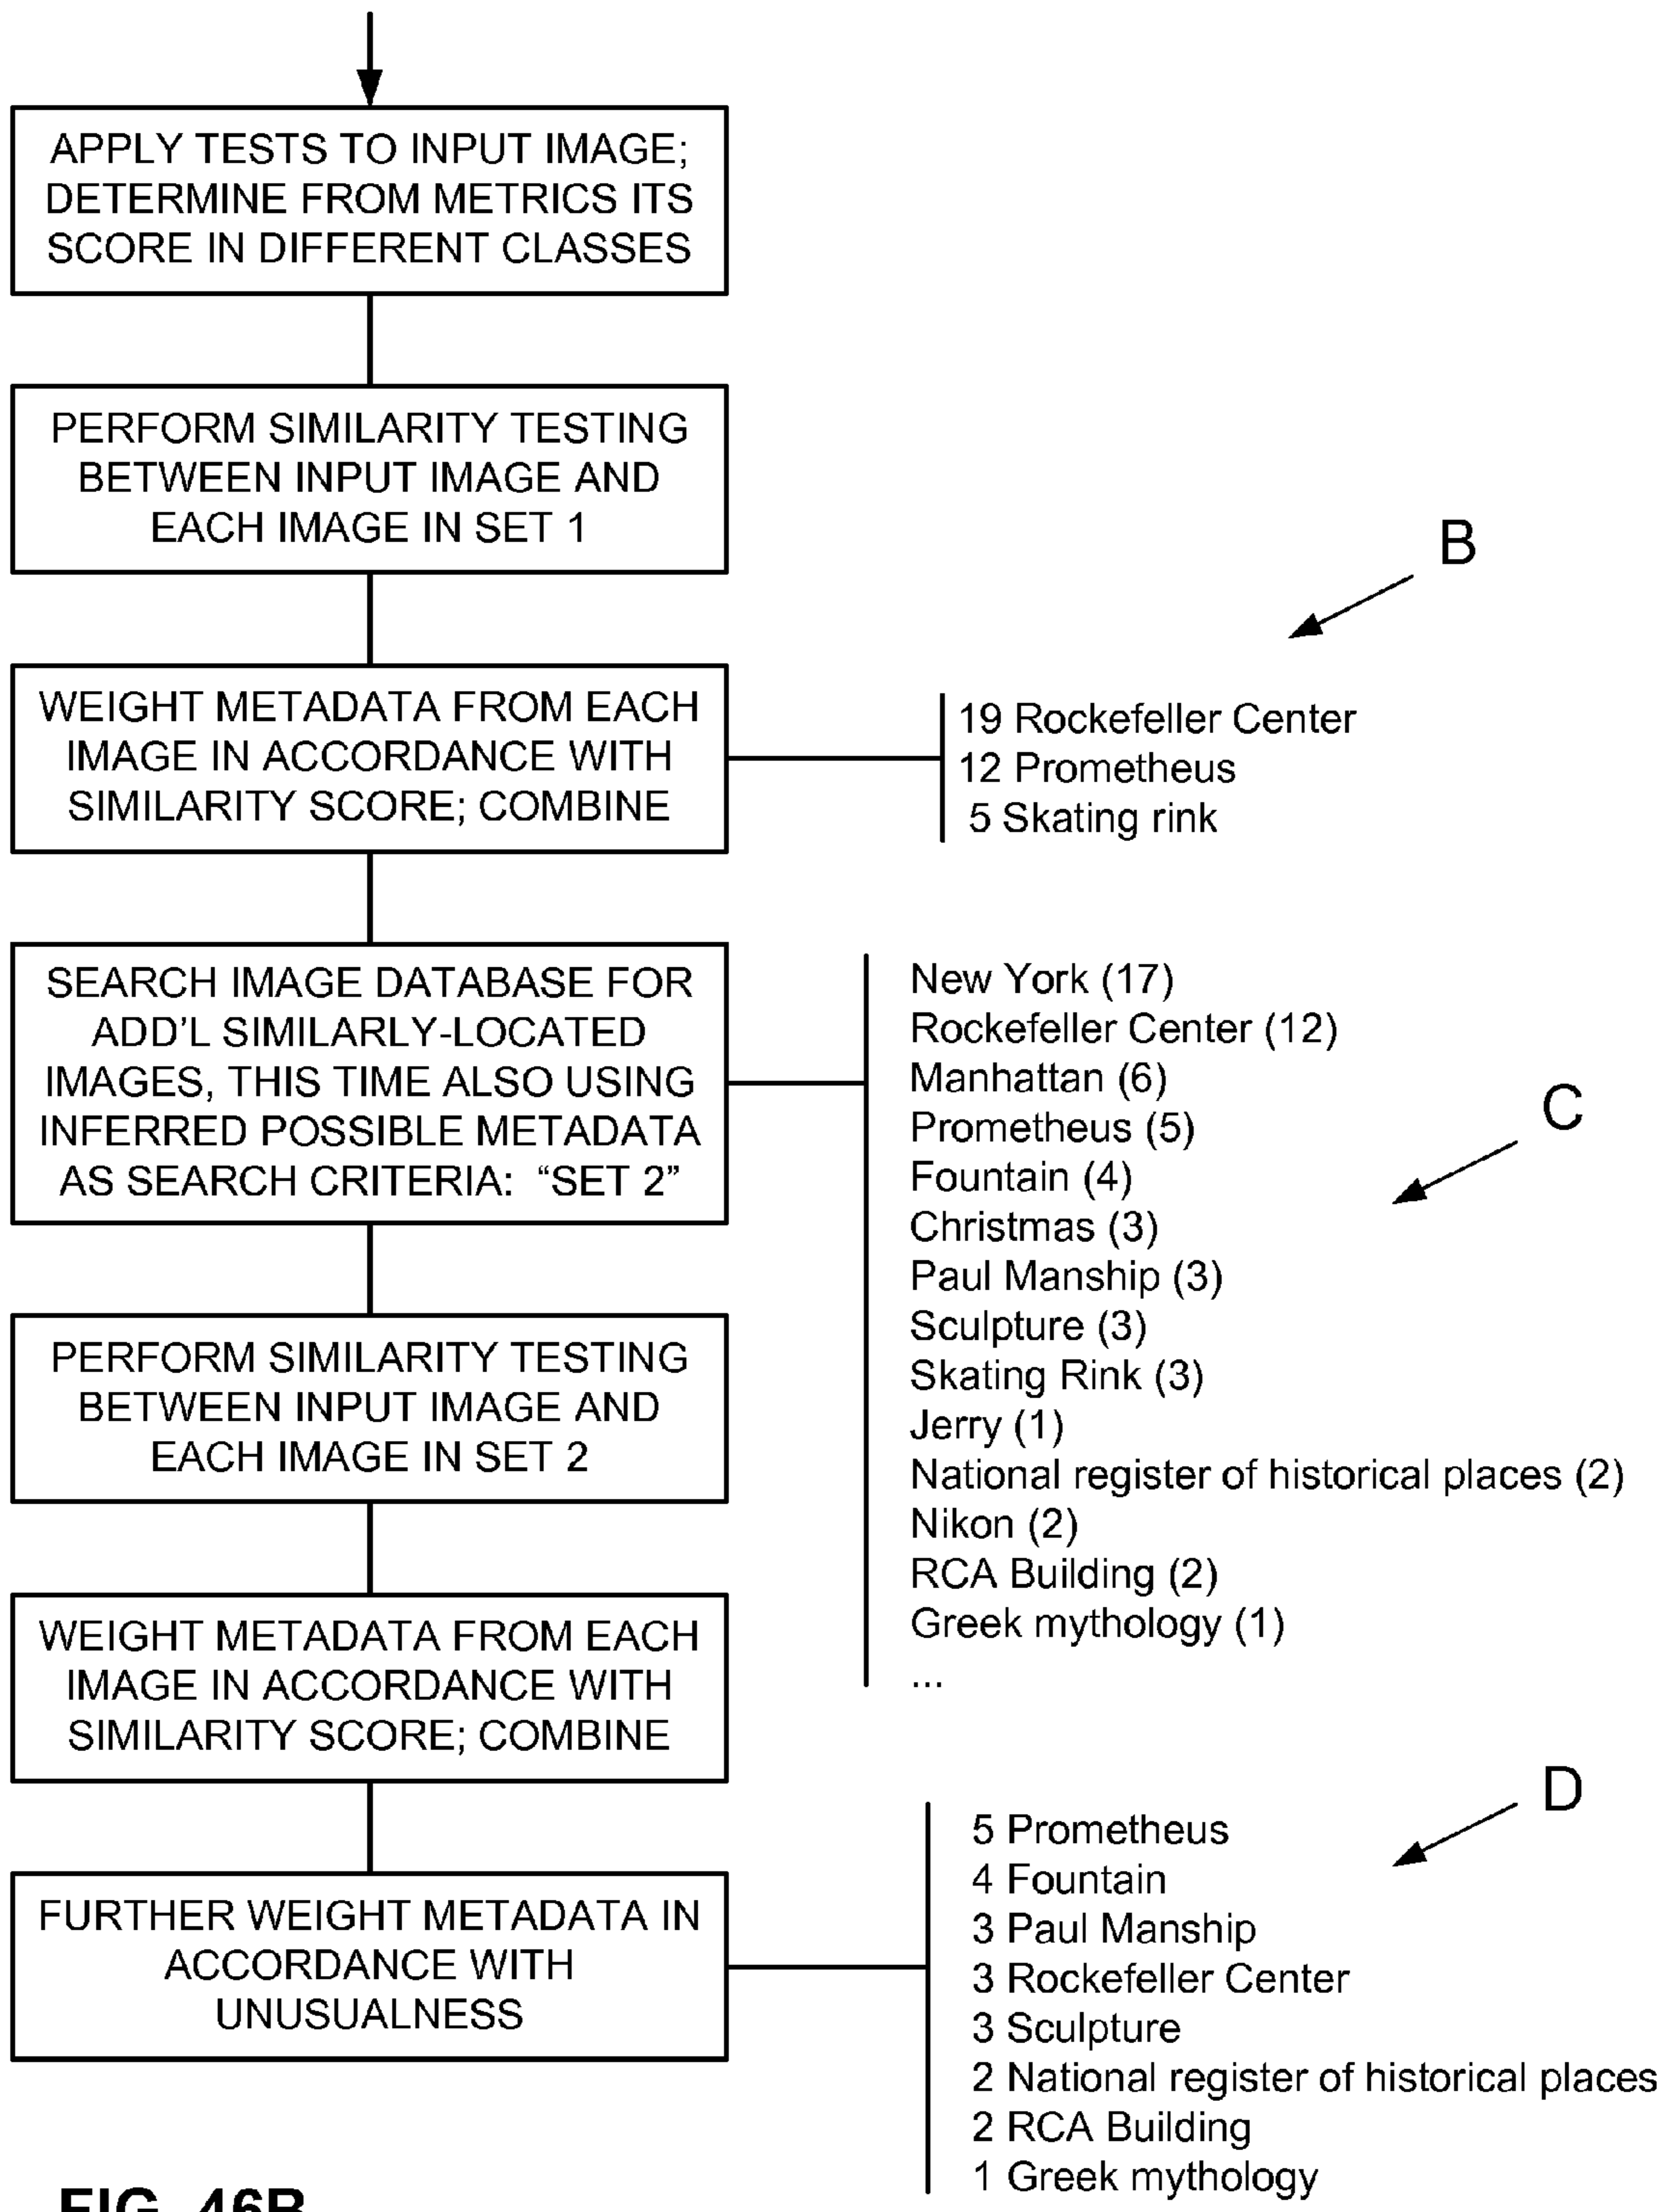 APPLY TESTS TO INPUT IMAGE;
DETERMINE FROM METRICS ITS
SCORE IN DIFFERENT CLASSES
PERFORM SIMILARITY TESTING
BETWEEN INPUT IMAGE AND
EACH IMAGE IN SET 1
B
WEIGHT METADATA FROM EACH
IMAGE IN ACCORDANCE WITH
SIMILARITY SCORE; COMBINE
19 Rockefeller Center
12 Prometheus
5 Skating rink
SEARCH IMAGE DATABASE FOR
ADD'L SIMILARLY-LOCATED
IMAGES, THIS TIME ALSO USING
INFERRED POSSIBLE METADATA
AS SEARCH CRITERIA: “SET 2”
New York (17)
Rockefeller Center (12)
Manhattan (6)
Prometheus (5)
Fountain (4)
Christmas (3)
Paul Manship (3)
Sculpture (3)
Skating Rink (3)
Jerry (1)
National register of historical places (2)
Nikon (2)
RCA Building (2)
Greek mythology (1)
...
C
PERFORM SIMILARITY TESTING
BETWEEN INPUT IMAGE AND
EACH IMAGE IN SET 2
WEIGHT METADATA FROM EACH
IMAGE IN ACCORDANCE WITH
SIMILARITY SCORE; COMBINE
D
FURTHER WEIGHT METADATA IN
ACCORDANCE WITH
UNUSUALNESS
5 Prometheus
4 Fountain
3 Paul Manship
3 Rockefeller Center
3 Sculpture
2 National register of historical places
2 RCA Building
1 Greek mythology
FIG. 46B